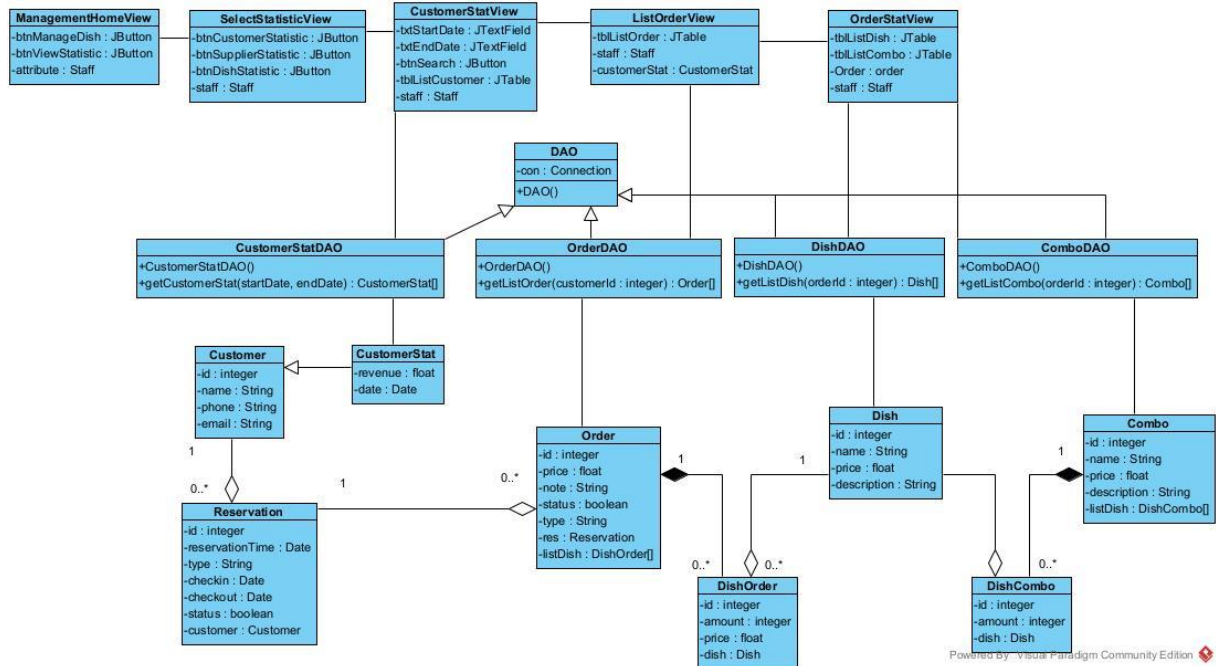 ManagementHomeView
-btnManageDish : JButton
-btnViewStatistic : JButton
-attribute : Staff
SelectStatisticView
-btnCustomerStatistic : JButton
-btnSupplierStatistic : JButton
-btnDishStatistic : JButton
-staff : Staff
CustomerStatView
-txtStartDate : JTextField
-txtEndDate : JTextField
-btnSearch : JButton
-tblListCustomer : JTable
-staff : Staff
ListOrderView
-tblListOrder : JTable
-staff : Staff
-customerStat : CustomerStat
OrderStatView
-tblListDish : JTable
-tblListCombo : JTable
-Order : order
-staff : Staff
DAO
-con : Connection
+DAO()
CustomerStatDAO
+CustomerStatDAO()
+getCustomerStat(startDate, endDate) : CustomerStat[]
OrderDAO
+OrderDAO()
+getListOrder(customerId : integer) : Order[]
DishDAO
+DishDAO()
+getListDish(orderId : integer) : Dish[]
ComboDAO
+ComboDAO()
+getListCombo(orderId : integer) : Combo[]
Customer
-id : integer
-name : String
-phone : String
-email : String
CustomerStat
-revenue : float
-date : Date
Order
-id : integer
-price : float
-note : String
-status : boolean
-type : String
-res : Reservation
-listDish : DishOrder[]
Dish
-id : integer
-name : String
-price : float
-description : String
Combo
-id : integer
-name : String
-price : float
-description : String
-listDish : DishCombo[]
1
0..*
1
0..*
1
0..*
1
0..*
1
0..*
Reservation
-id : integer
-reservationTime : Date
-type : String
-checkin : Date
-checkout : Date
-status : boolean
-customer : Customer
DishOrder
-id : integer
-amount : integer
-price : float
-dish : Dish
DishCombo
-id : integer
-amount : integer
-dish : Dish
Powered By Visual Paradigm Community Edition